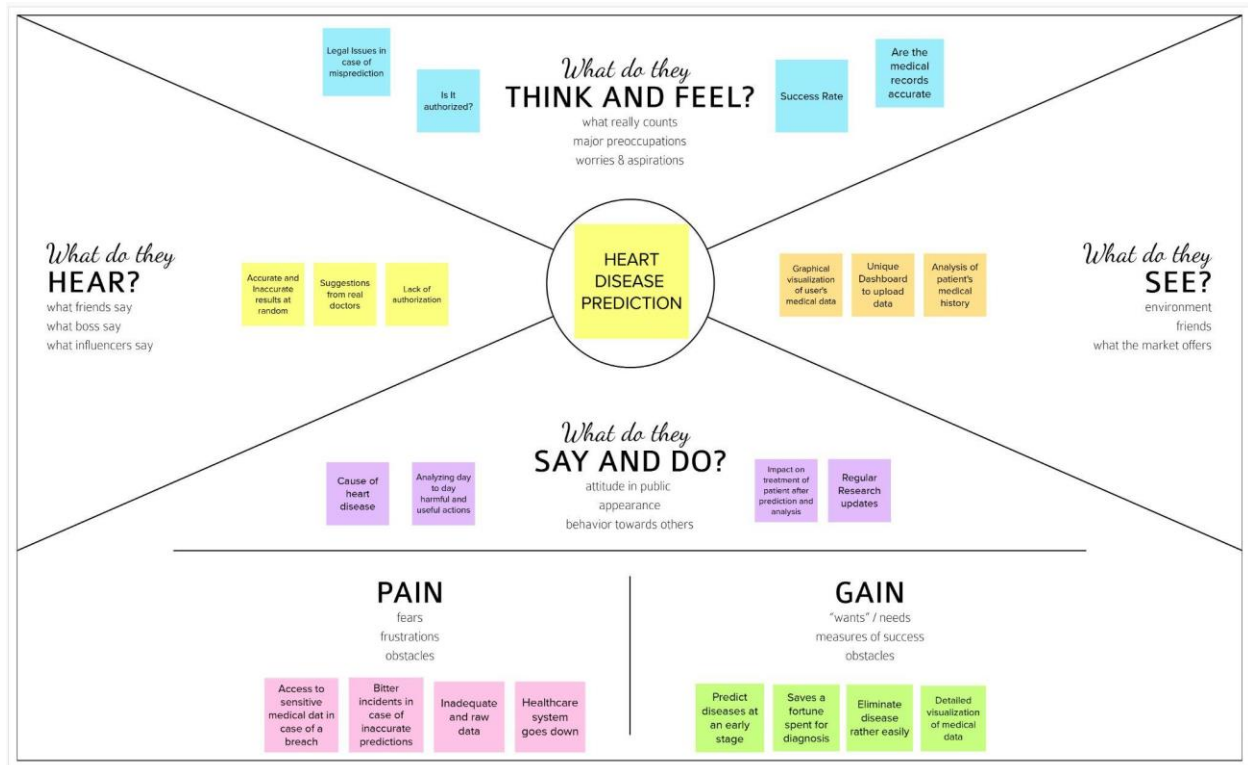 Legal Issues in
case of
misprediction
Is It
authorized?
What do they
THINK AND FEEL?
what really counts
major preoccupations
worries & aspirations
Success Rate
Are the
medical
records
accurate
What do they
HEAR?
what friends say
what boss say
what influencers say
Accurate and
Inaccurate
results at
random
Suggestions
from real
doctors
Lack of
authorization
HEART
DISEASE
PREDICTION
Graphical
visualization
of user's
medical data
Unique
Dashboard
to upload
data
Analysis of
patient's
medical
history
What do they
SEE?
environment
friends
what the market offers
What do they
SAY AND DO?
attitude in public
appearance
behavior towards others
Cause of
heart
disease
Analyzing day
to day
harmful and
useful actions
Impact on
treatment of
patient after
prediction and
analysis
Regular
Research
updates
PAIN
fears
frustrations
obstacles
Access to
sensitive
medical dat in
case of a
breach
Bitter
incidents in
case of
inaccurate
predictions
Inadequate
and raw
data
Healthcare
system
goes down
GAIN
"wants" / needs
measures of success
obstacles
Predict
diseases at
an early
stage
Saves a
fortune
spent for
diagnosis
Eliminate
disease
rather easily
Detailed
visualization
of medical
data